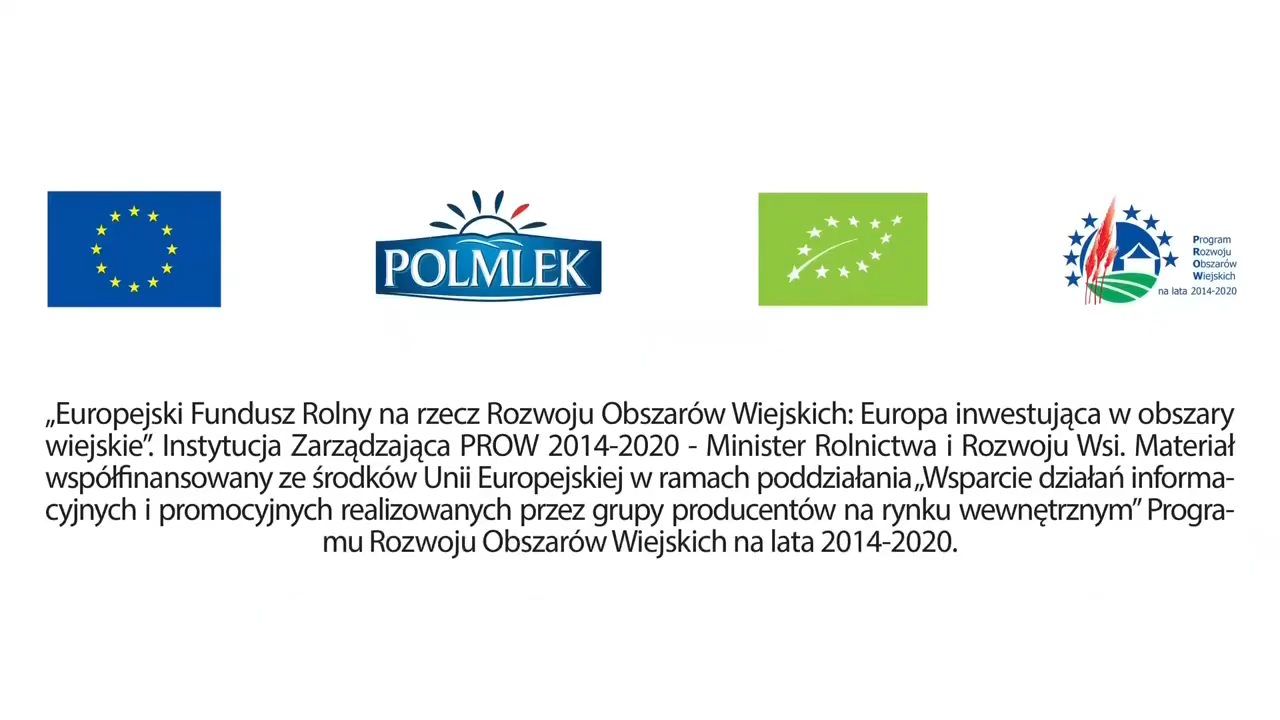 POLMLEK
Program
Rozwoju
Obszarów
Wiejskich
na lata 2014-2020
„Europejski Fundusz Rolny na rzecz Rozwoju Obszarów Wiejskich: Europa inwestująca w obszary
wiejskie”. Instytucja Zarządzająca PROW 2014-2020 - Minister Rolnictwa i Rozwoju Wsi. Materiał
współfinansowany ze środków Unii Europejskiej w ramach poddziałania „Wsparcie działań informa-
cyjnych i promocyjnych realizowanych przez grupy producentów na rynku wewnętrznym” Progra-
mu Rozwoju Obszarów Wiejskich na lata 2014-2020.